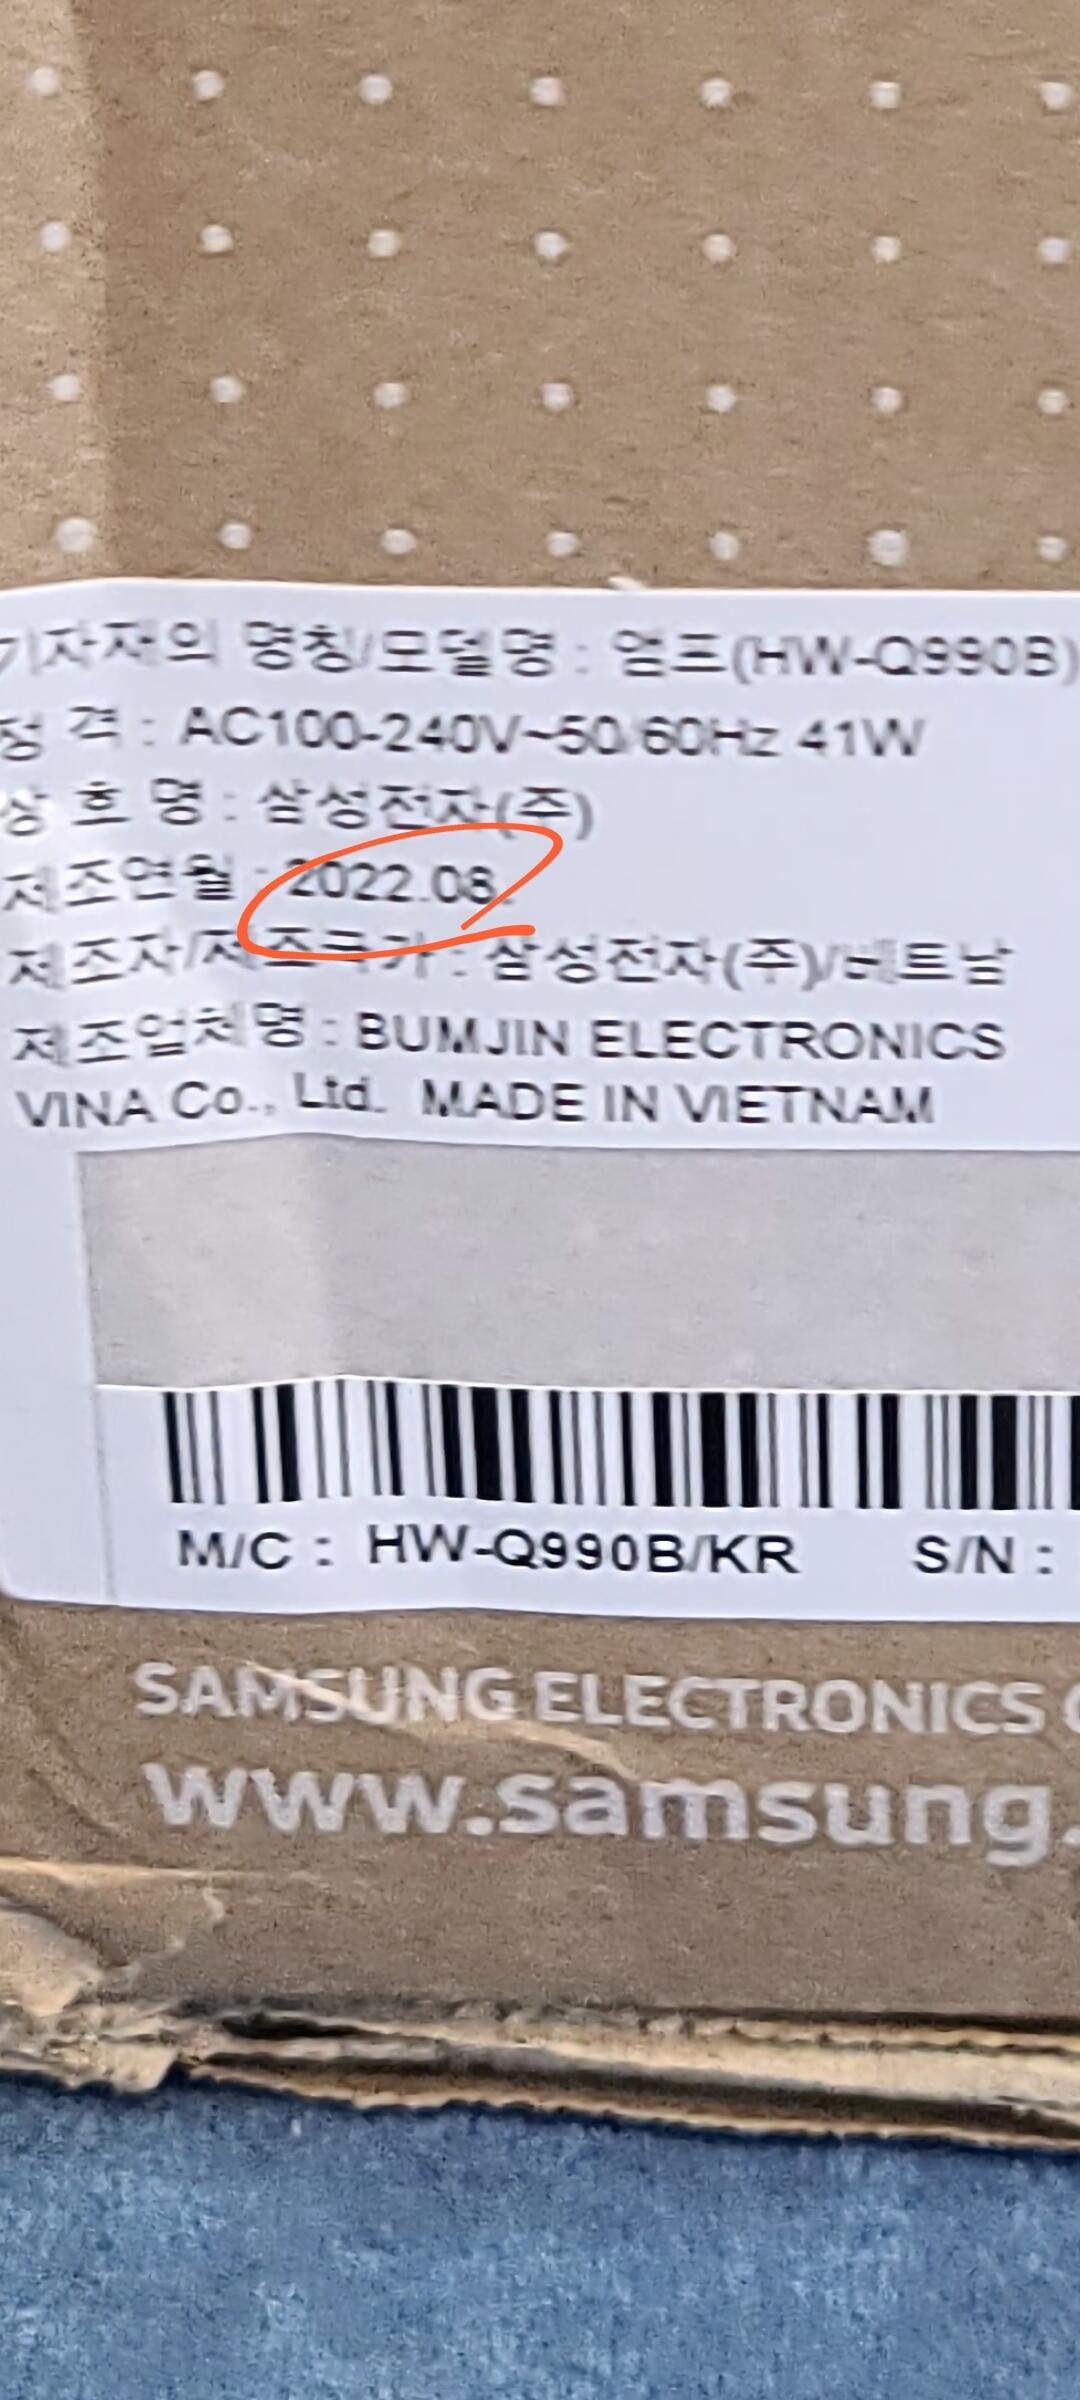 기자재의 명칭/모델명 : 엄프(HW-Q990B)
정 격 : AC100-240V~50/60Hz 41W
상 호 명 : 삼성전자(주)
제조연월 : 2022.08.
제조자/제조국가 : 삼성전자(주)/베트남
제조업체명 : BUMJIN ELECTRONICS
VINA Co., Ltd. MADE IN VIETNAM
M/C : HW-Q990B/KR S/N :
SAMSUNG ELECTRONICS
www.samsung.